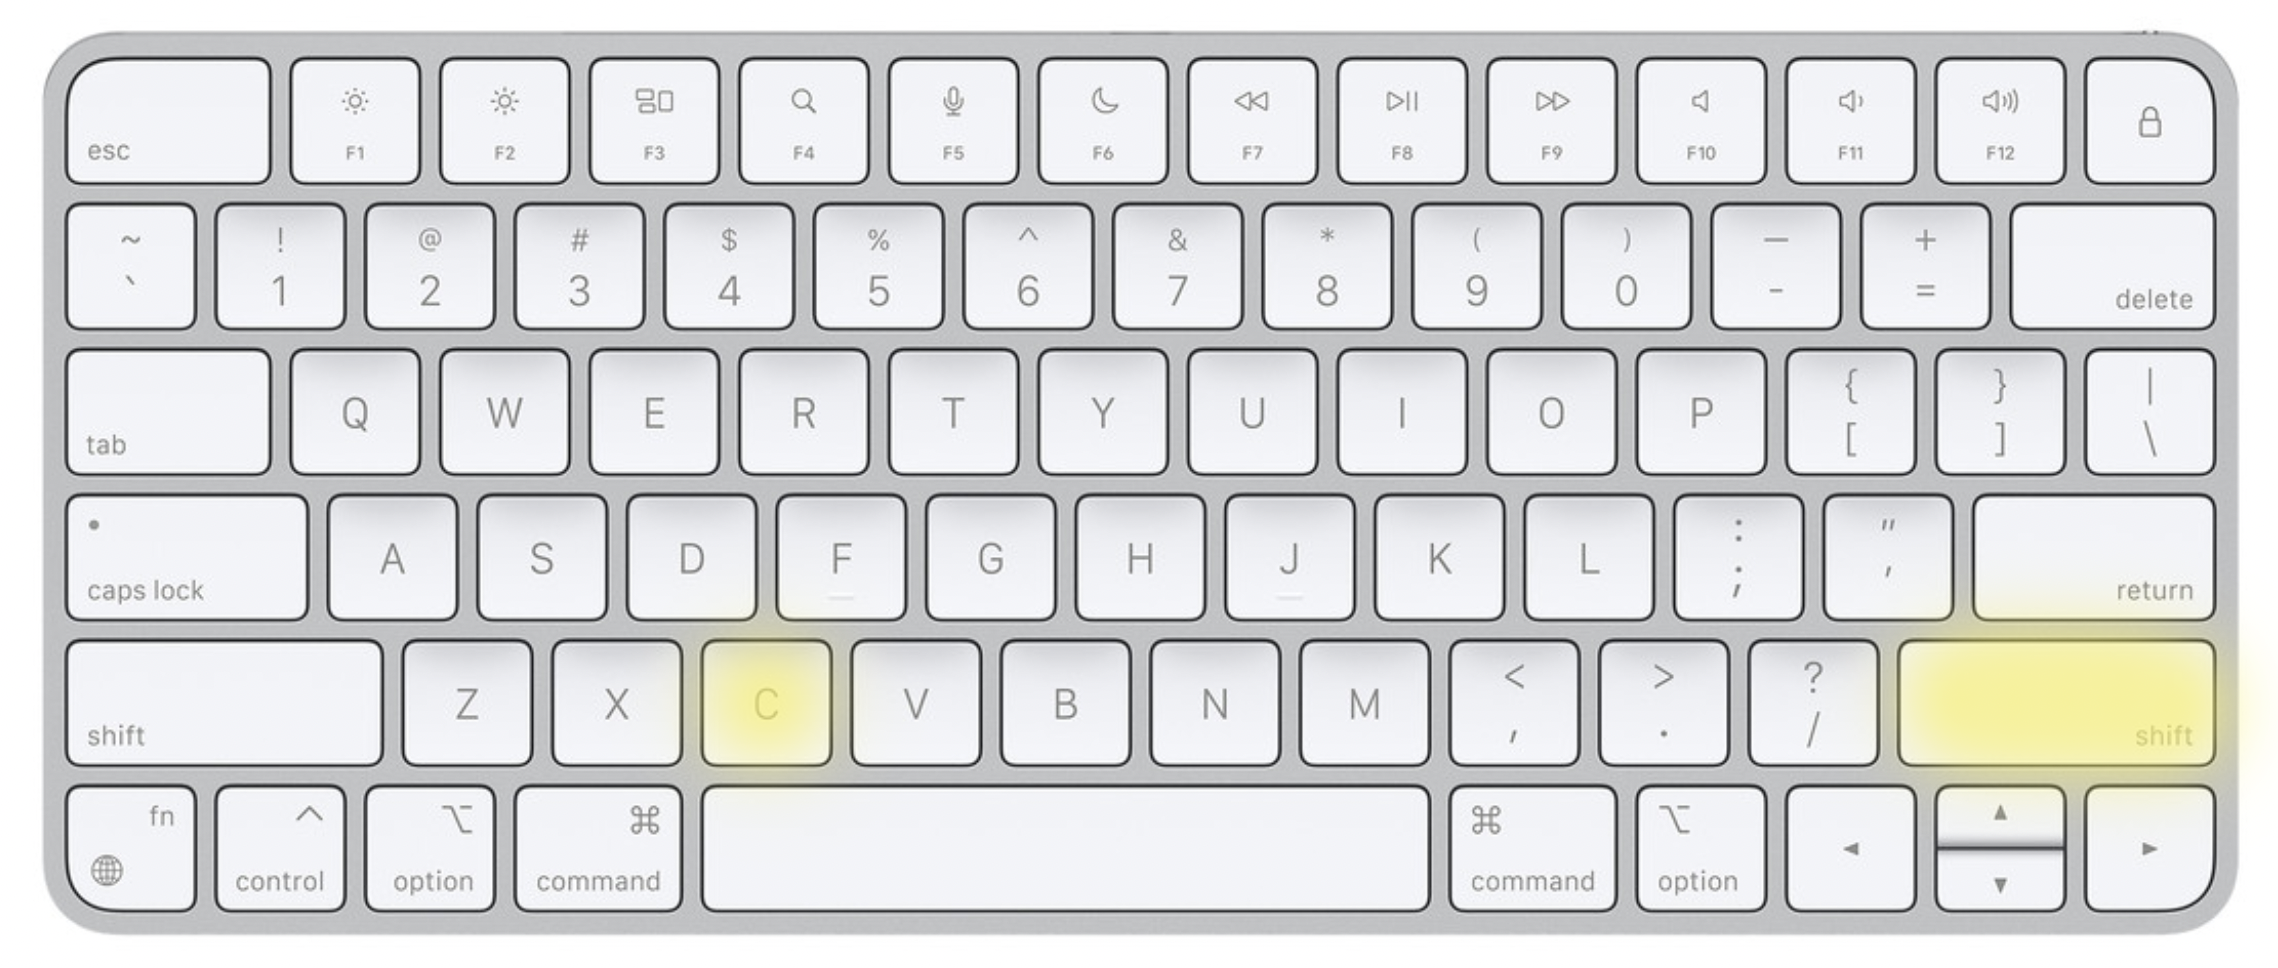 esc F1 F2 F3 F4 F5 F6 F7 F8 F9 F10 F11 F12
~ ! @ # $ % ^ & * ( ) — +
` 1 2 3 4 5 6 7 8 9 0 - = delete
tab Q W E R T Y U I O P { } |
[ ] \
caps lock A S D F G H J K L : "
; ' return
shift Z X C V B N M < > ?
, . / shift
fn ^ ⌥ ⌘ ⌘ ⌥ ▲
control option command command option ◀ ▼ ▶